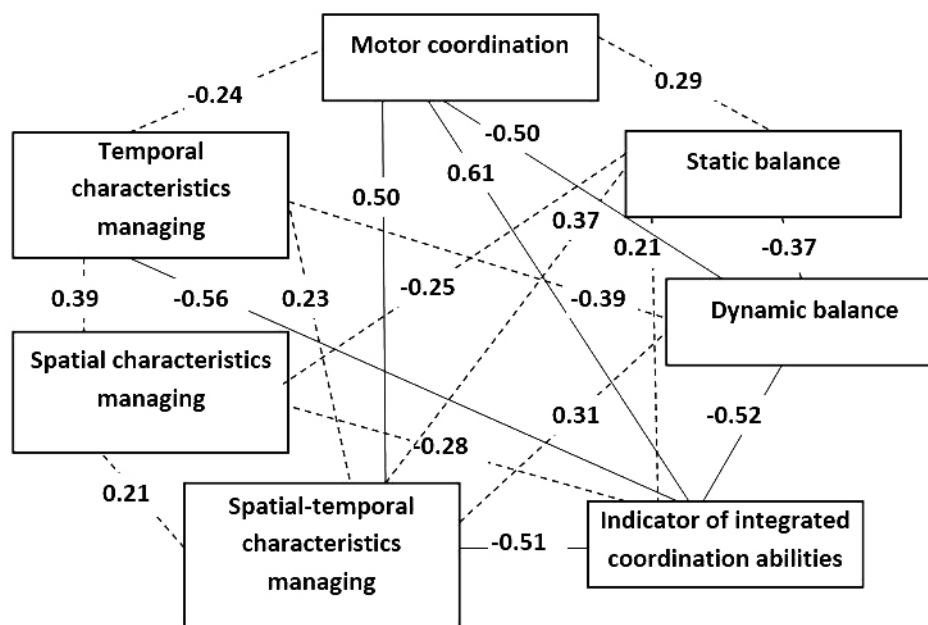 Motor coordination
-0.24
0.29
-0.50
Temporal
characteristics
managing
Static balance
0.61
0.50
0.37
0.21
-0.37
-0.25
0.39
-0.56
0.23
-0.39
Dynamic balance
Spatial characteristics
managing
0.31
-0.52
-0.28
0.21
Spatial-temporal
characteristics
managing
-0.51
Indicator of integrated
coordination abilities